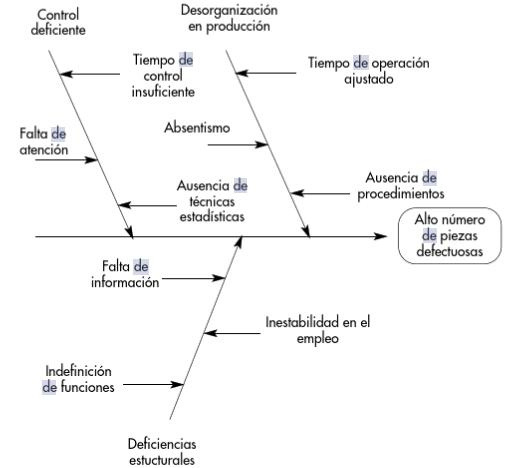 Control
deficiente
Desorganización
en producción
Tiempo de
control
insuficiente
Tiempo de operación
ajustado
Falta de
atención
Absentismo
Ausencia de
técnicas
estadísticas
Ausencia de
procedimientos
Alto número
de piezas
defectuosas
Falta de
información
Inestabilidad en el
empleo
Indefinición
de funciones
Deficiencias
estucturales